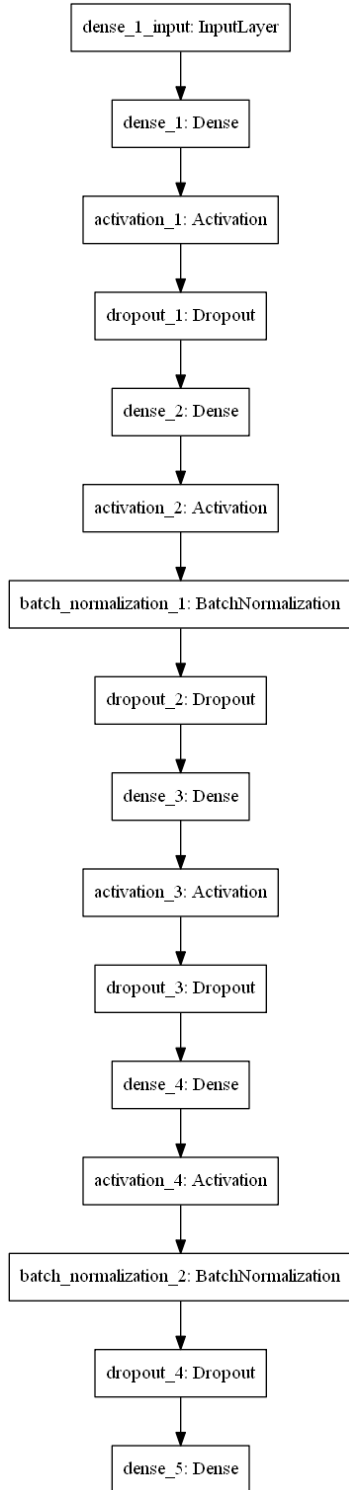 dense_1_input: InputLayer
dense_1: Dense
activation_1: Activation
dropout_1: Dropout
dense_2: Dense
activation_2: Activation
batch_normalization_1: BatchNormalization
dropout_2: Dropout
dense_3: Dense
activation_3: Activation
dropout_3: Dropout
dense_4: Dense
activation_4: Activation
batch_normalization_2: BatchNormalization
dropout_4: Dropout
dense_5: Dense